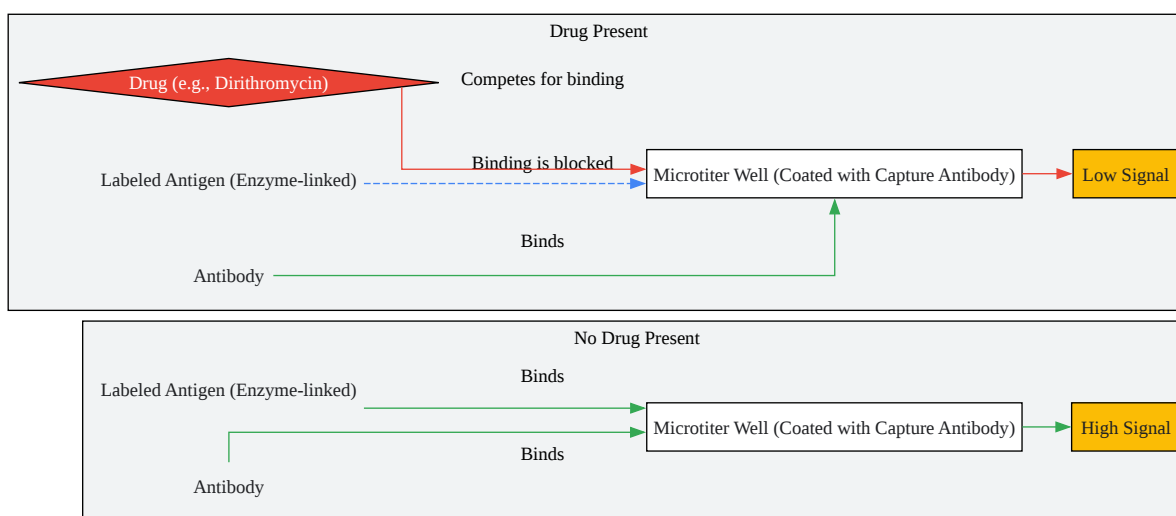 Drug Present
Drug (e.g., Dirithromycin)
Competes for binding
Binding is blocked
Labeled Antigen (Enzyme-linked)
Microtiter Well (Coated with Capture Antibody)
Low Signal
Binds
Antibody
No Drug Present
Labeled Antigen (Enzyme-linked)
Binds
Microtiter Well (Coated with Capture Antibody)
High Signal
Binds
Antibody